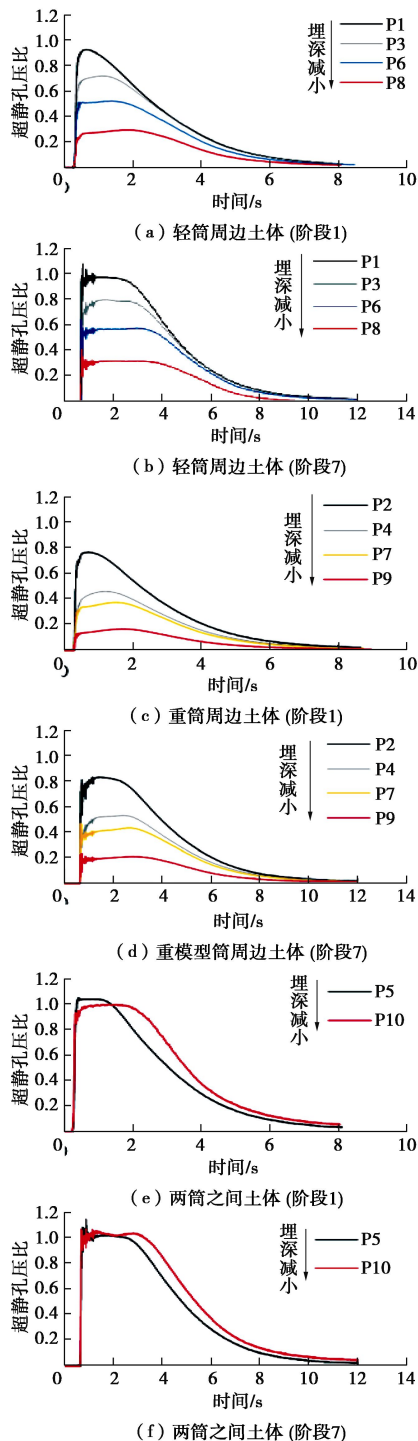 1.2
1.0
0.8
0.6
0.4
0.2
超静孔压比
埋深减小
P1
P3
P6
P8
0 2 4 6 8 10
时间/s
(a) 轻筒周边土体 (阶段1)
1.2
1.0
0.8
0.6
0.4
0.2
超静孔压比
埋深减小
P1
P3
P6
P8
0 2 4 6 8 10 12 14
时间/s
(b) 轻筒周边土体 (阶段7)
1.2
1.0
0.8
0.6
0.4
0.2
超静孔压比
埋深减小
P2
P4
P7
P9
0 2 4 6 8 10
时间/s
(c) 重筒周边土体 (阶段1)
1.2
1.0
0.8
0.6
0.4
0.2
超静孔压比
埋深减小
P2
P4
P7
P9
0 2 4 6 8 10 12 14
时间/s
(d) 重模型筒周边土体 (阶段7)
1.2
1.0
0.8
0.6
0.4
0.2
超静孔压比
埋深减小
P5
P10
0 2 4 6 8 10
时间/s
(e) 两筒之间土体 (阶段1)
1.2
1.0
0.8
0.6
0.4
0.2
超静孔压比
埋深减小
P5
P10
0 2 4 6 8 10 12 14
时间/s
(f) 两筒之间土体 (阶段7)